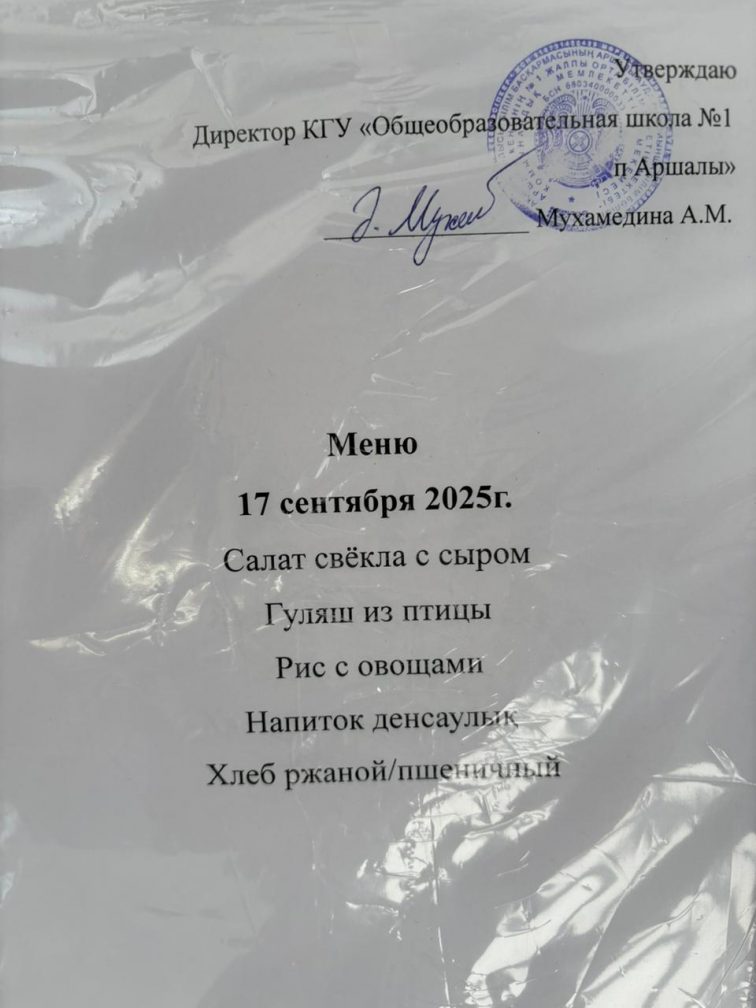 Утверждаю
Директор КГУ «Общеобразовательная школа №1
п Аршалы»
Мухамедина А.М.
Меню
17 сентября 2025г.
Салат свёкла с сыром
Гуляш из птицы
Рис с овощами
Напиток денсаулық
Хлеб ржаной/пшеничный